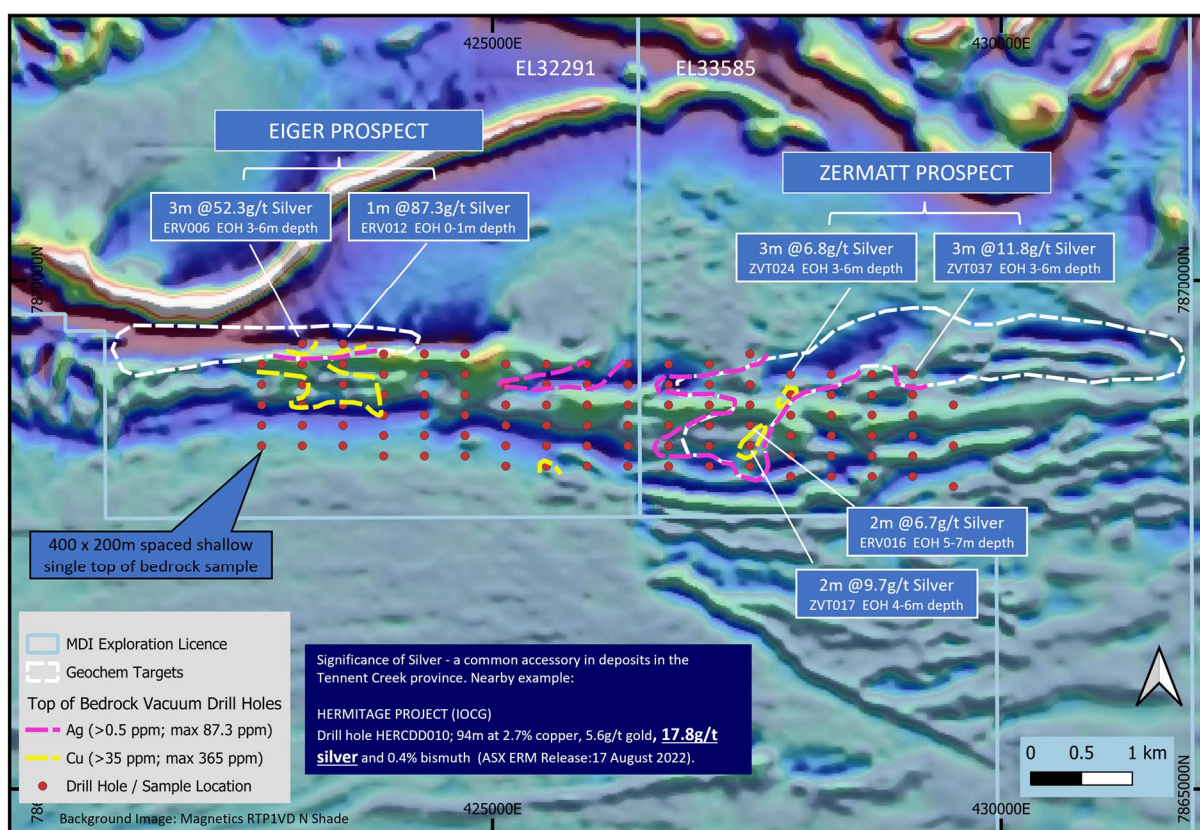 425000E
430000E
EL32291
EL33585
EIGER PROSPECT
ZERMATT PROSPECT
3m @52.3g/t Silver
ERV006 EOH 3-6m depth
1m @87.3g/t Silver
ERV012 EOH 0-1m depth
3m @6.8g/t Silver
ZVT024 EOH 3-6m depth
3m @11.8g/t Silver
ZVT037 EOH 3-6m depth
7870000N
7870000N
2m @6.7g/t Silver
ERV016 EOH 5-7m depth
2m @9.7g/t Silver
ZVT017 EOH 4-6m depth
400 x 200m spaced shallow
single top of bedrock sample
MDI Exploration Licence
Geochem Targets
Top of Bedrock Vacuum Drill Holes
Ag (>0.5 ppm; max 87.3 ppm)
Cu (>35 ppm; max 365 ppm)
Drill Hole / Sample Location
Background Image: Magnetics RTP1VD N Shade
Significance of Silver - a common accessory in deposits in the
Tennent Creek province. Nearby example:
HERMITAGE PROJECT (IOCG)
Drill hole HERCDD010; 94m at 2.7% copper, 5.6g/t gold, 17.8g/t
silver and 0.4% bismuth (ASX ERM Release:17 August 2022).
0 0.5 1 km
7865000N
425000E
430000E